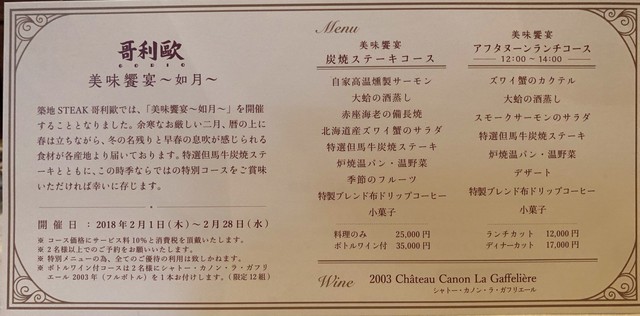 哥利歐
GORIO
美味饗宴～如月～
築地 STEAK 哥利歐では、「美味饗宴～如月～」を開催
することとなりました。余寒なお厳しい二月、暦の上に
春は立ちながら、冬の名残りと早春の息吹が感じられる
食材が各産地より届いております。特選但馬牛炭焼ステー
キとともに、この時季ならではの特別コースをご賞味
いただければ幸いに存じます。
開 催 日 ：2018年2月1日(木)～2月28日(水)
※ コース価格にサービス料10%と消費税を頂戴いたします。
※ 2名様以上でのご予約をお願いいたします。
※ 特別メニューの為、全てのご優待の利用は致しかねます。
※ ボトルワイン付コースは2名様にシャトー・カノン・ラ・ガフリ
エール 2003年（フルボトル）を1本お付けします。（限定12組）
Menu
美味饗宴
炭焼ステーキコース
自家高温燻製サーモン
大蛤の酒蒸し
赤座海老の備長焼
北海道産ズワイ蟹のサラダ
特選但馬牛炭焼ステーキ
炉焼温パン・温野菜
季節のフルーツ
特製ブレンド布ドリップコーヒー
小菓子
料理のみ 25,000円
ボトルワイン付 35,000円
美味饗宴
アフタヌーンランチコース
12:00～14:00
ズワイ蟹のカクテル
大蛤の酒蒸し
スモークサーモンのサラダ
特選但馬牛炭焼ステーキ
炉焼温パン・温野菜
デザート
特製ブレンド布ドリップコーヒー
小菓子
ランチカット 12,000円
ディナーカット 17,000円
Wine
2003 Château Canon La Gaffelière
シャトー・カノン・ラ・ガフリエール